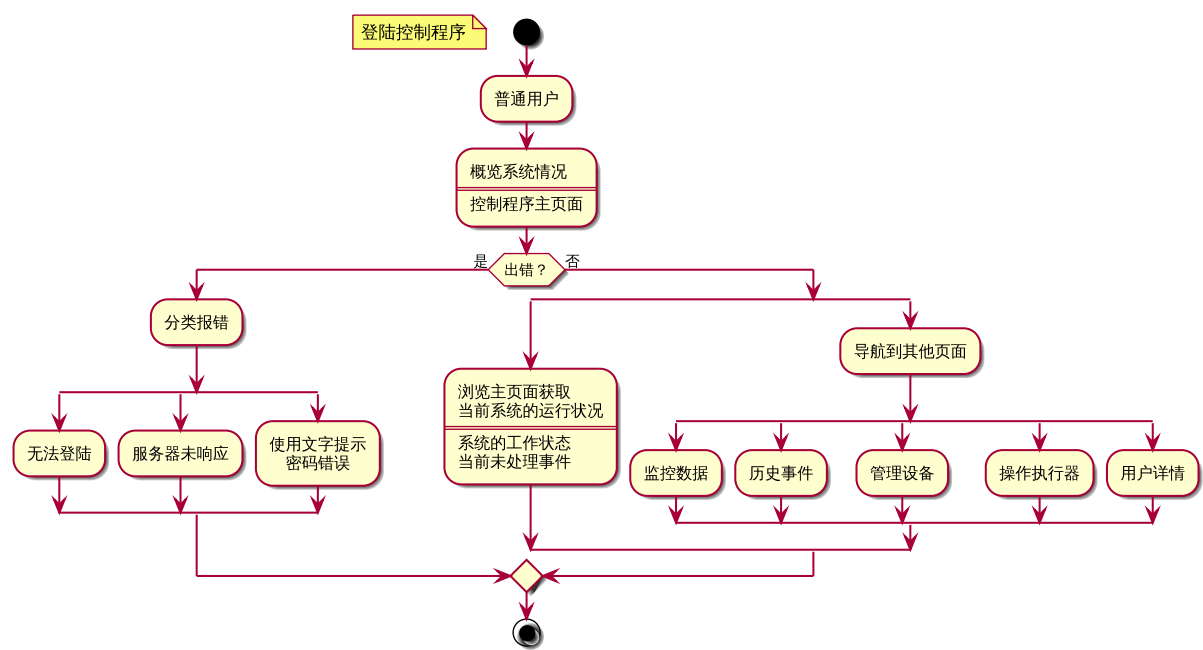 登陆控制程序
普通用户
概览系统情况
控制程序主页面
是
出错？
否
分类报错
无法登陆
服务器未响应
使用文字提示
密码错误
浏览主页面获取
当前系统的运行状况
系统的工作状态
当前未处理事件
导航到其他页面
监控数据
历史事件
管理设备
操作执行器
用户详情